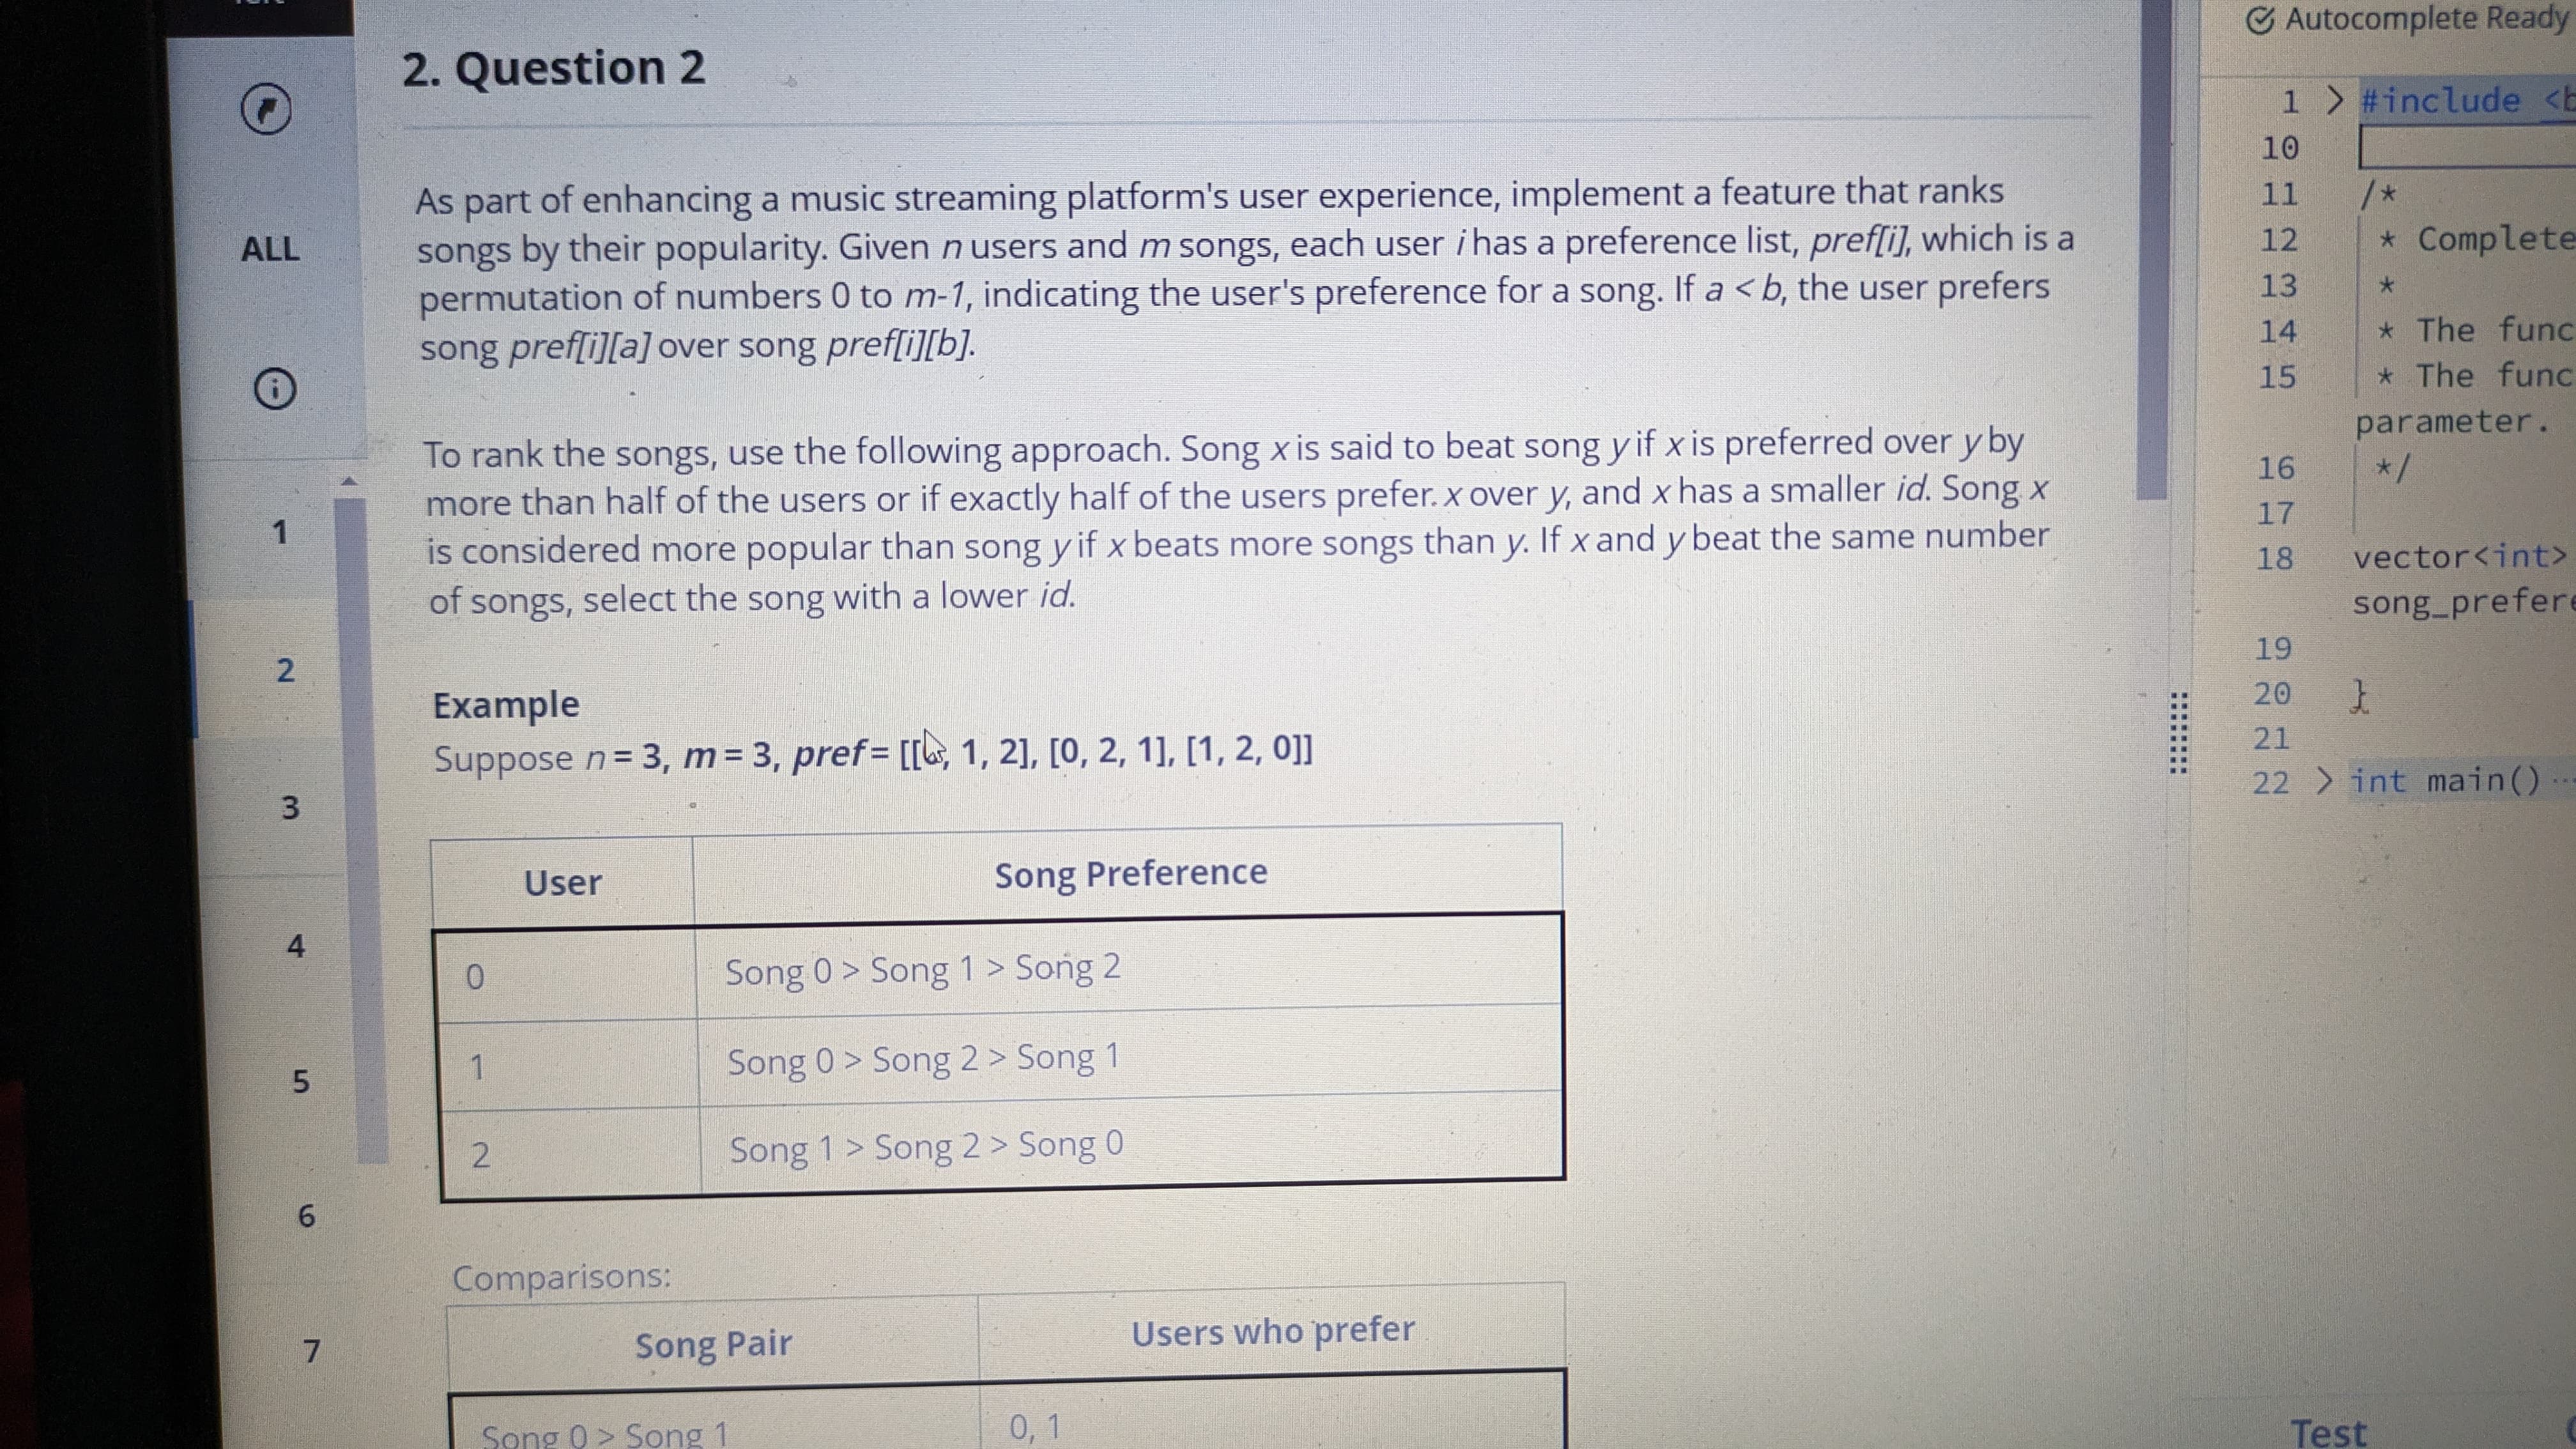 2. Question 2
As part of enhancing a music streaming platform's user experience, implement a feature that ranks
songs by their popularity. Given n users and m songs, each user i has a preference list, pref[i], which is a
permutation of numbers 0 to m-1, indicating the user's preference for a song. If a < b, the user prefers
song pref[i][a] over song pref[i][b].
To rank the songs, use the following approach. Song x is said to beat song y if x is preferred over y by
more than half of the users or if exactly half of the users prefer x over y, and x has a smaller id. Song x
is considered more popular than song y if x beats more songs than y. If x and y beat the same number
of songs, select the song with a lower id.
Example
Suppose n = 3, m = 3, pref = [[ , 1, 2], [0, 2, 1], [1, 2, 0]]
User Song Preference
0 Song 0 > Song 1 > Song 2
1 Song 0 > Song 2 > Song 1
2 Song 1 > Song 2 > Song 0
Comparisons:
Song Pair Users who prefer
Song 0 > Song 1 0, 1
ALL
1
2
3
4
5
6
7
Autocomplete Ready
1 #include <b
10
11 /*
12 * Complete
13 *
14 * The func
15 * The func
parameter.
16 */
17
18 vector<int>
song_prefere
19
20 }
21
22 int main()
Test